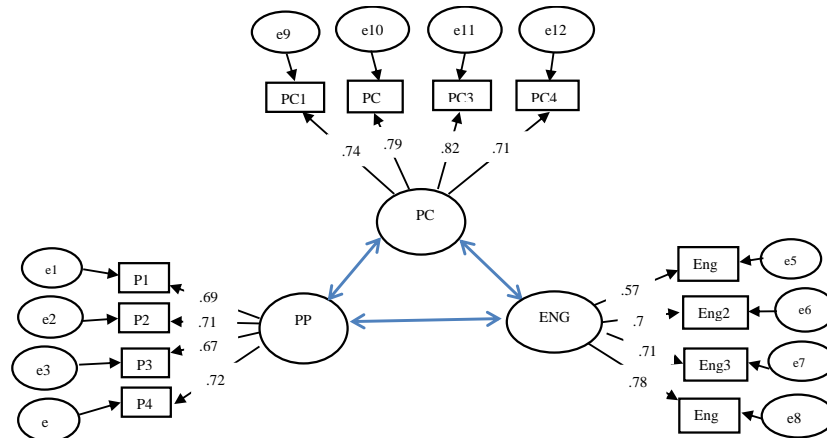 e9 e10 e11 e12
PC1 PC PC3 PC4
.74 .79 .82 .71
PC
e1 P1 .69
e2 P2 .71
e3 P3 .67
e P4 .72
PP
ENG
.57 Eng e5
.7 Eng2 e6
.71 Eng3 e7
.78 Eng e8